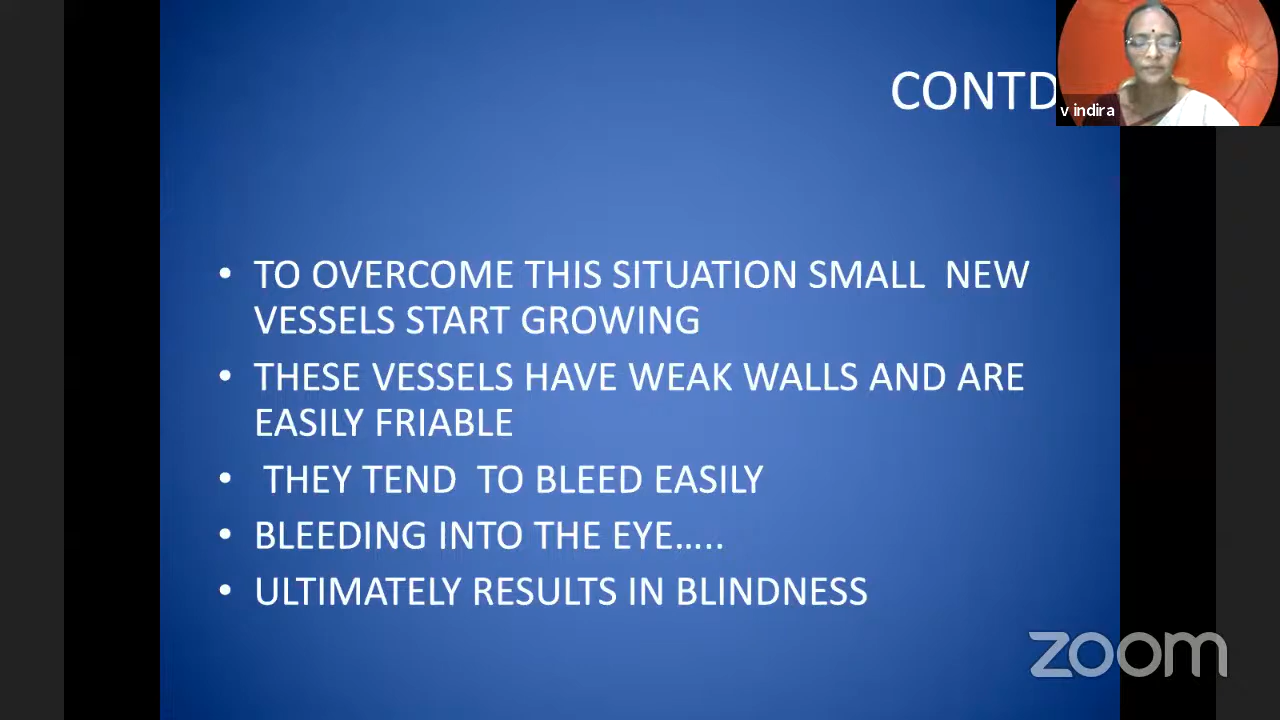 CONTD
v indira
• TO OVERCOME THIS SITUATION SMALL  NEW
VESSELS START GROWING
• THESE VESSELS HAVE WEAK WALLS AND ARE
EASILY FRIABLE
•  THEY TEND  TO BLEED EASILY
• BLEEDING INTO THE EYE…..
• ULTIMATELY RESULTS IN BLINDNESS
zoom